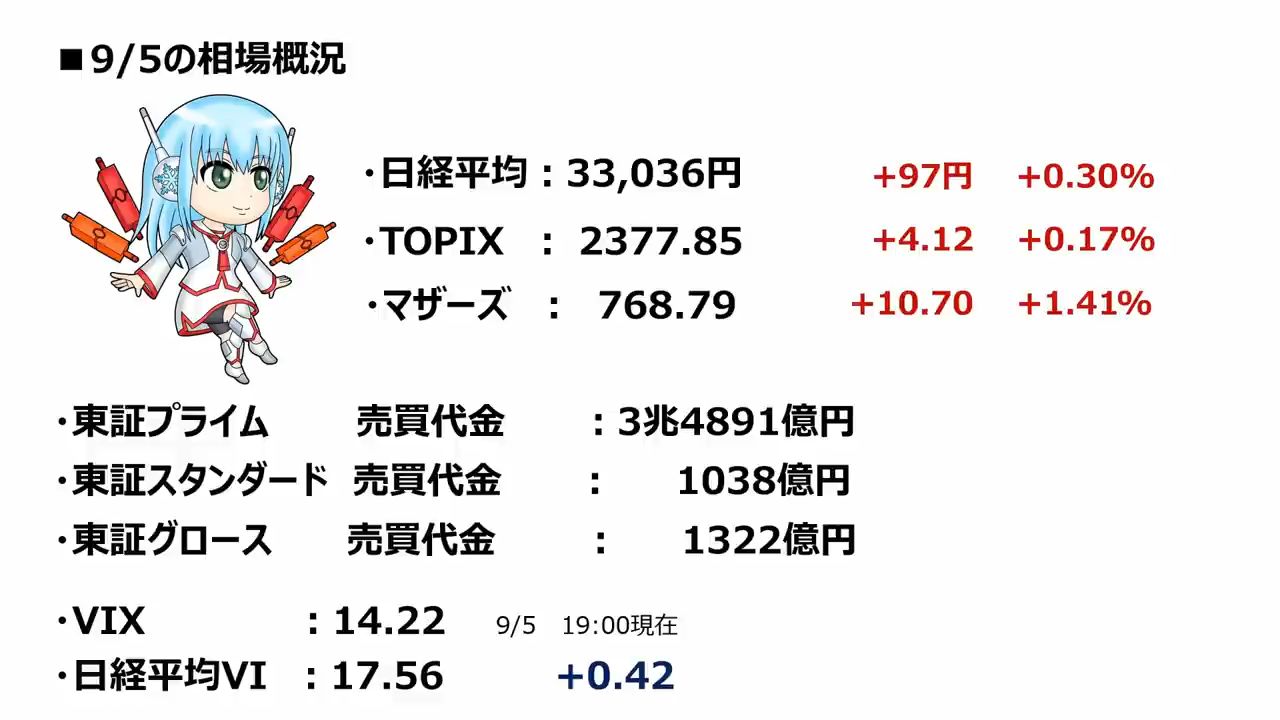 ■9/5の相場概況
・日経平均：33,036円 +97円 +0.30%
・TOPIX ： 2377.85 +4.12 +0.17%
・マザーズ ： 768.79 +10.70 +1.41%
・東証プライム 売買代金 ：3兆4891億円
・東証スタンダード 売買代金 ： 1038億円
・東証グロース 売買代金 ： 1322億円
・VIX ：14.22 9/5 19:00現在
・日経平均VI ：17.56 +0.42